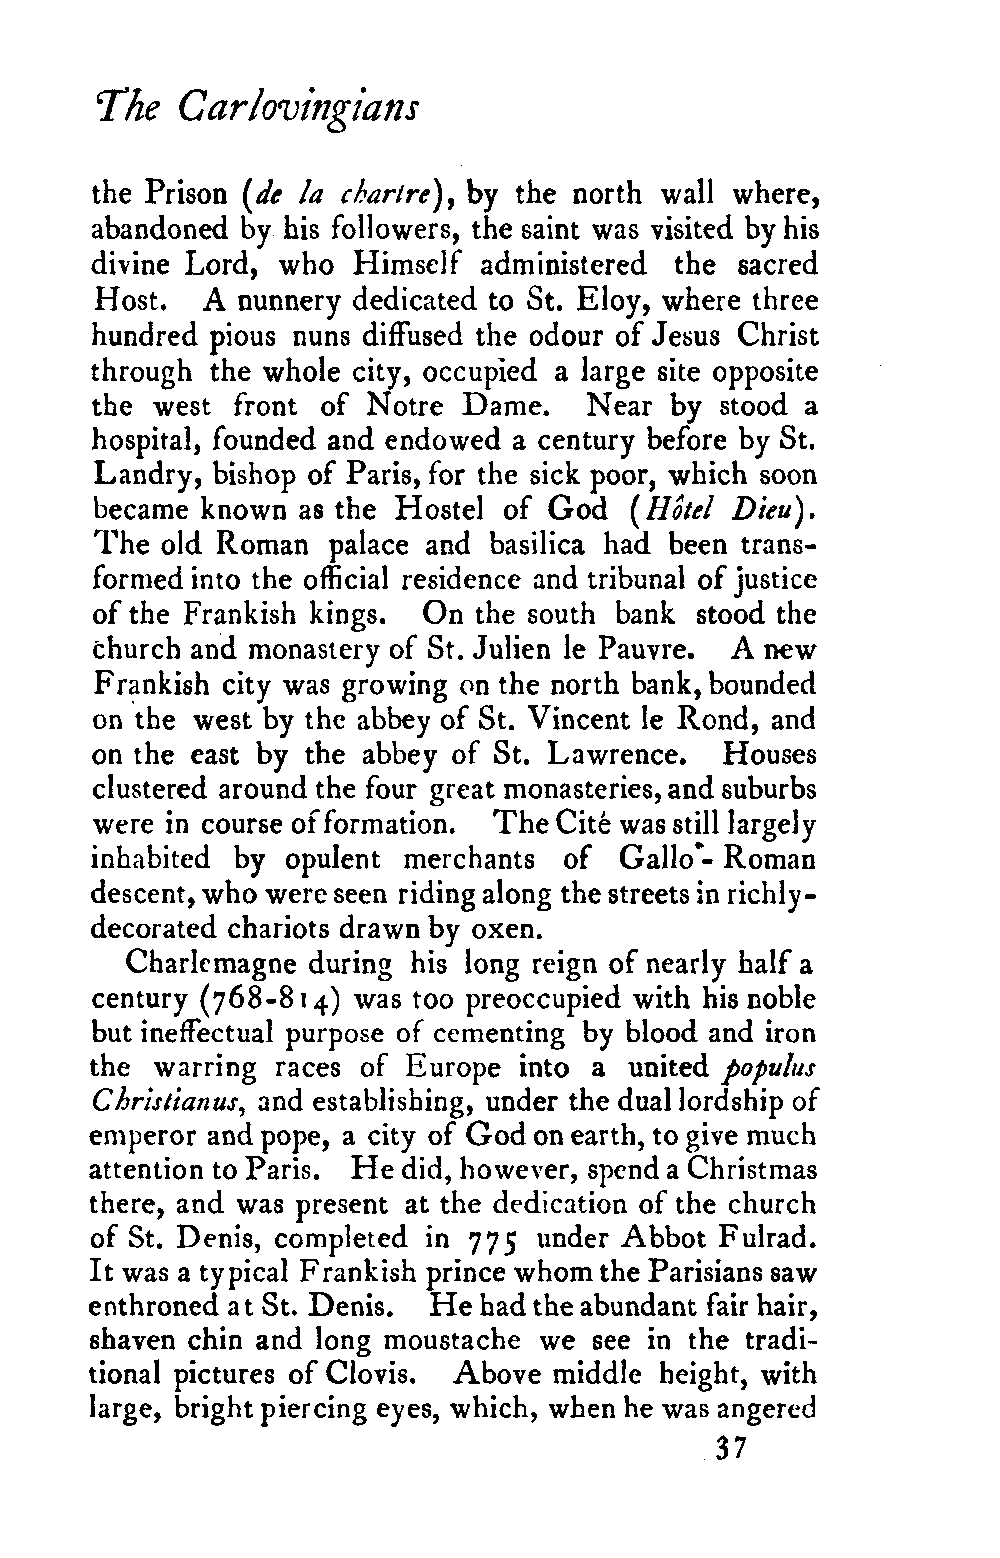 The Carlovingians
the Prison (de la chartre), by the north wall where,
abandoned by his followers, the saint was visited by his
divine Lord, who Himself administered the sacred
Host. A nunnery dedicated to St. Eloy, where three
hundred pious nuns diffused the odour of Jesus Christ
through the whole city, occupied a large site opposite
the west front of Notre Dame. Near by stood a
hospital, founded and endowed a century before by St.
Landry, bishop of Paris, for the sick poor, which soon
became known as the Hostel of God (Hôtel Dieu).
The old Roman palace and basilica had been trans-
formed into the official residence and tribunal of justice
of the Frankish kings. On the south bank stood the
church and monastery of St. Julien le Pauvre. A new
Frankish city was growing on the north bank, bounded
on the west by the abbey of St. Vincent le Rond, and
on the east by the abbey of St. Lawrence. Houses
clustered around the four great monasteries, and suburbs
were in course of formation. The Cité was still largely
inhabited by opulent merchants of Gallo-Roman
descent, who were seen riding along the streets in richly-
decorated chariots drawn by oxen.
Charlemagne during his long reign of nearly half a
century (768-814) was too preoccupied with his noble
but ineffectual purpose of cementing by blood and iron
the warring races of Europe into a united populus
Christianus, and establishing, under the dual lordship of
emperor and pope, a city of God on earth, to give much
attention to Paris. He did, however, spend a Christmas
there, and was present at the dedication of the church
of St. Denis, completed in 775 under Abbot Fulrad.
It was a typical Frankish prince whom the Parisians saw
enthroned at St. Denis. He had the abundant fair hair,
shaven chin and long moustache we see in the tradi-
tional pictures of Clovis. Above middle height, with
large, bright piercing eyes, which, when he was angered
37